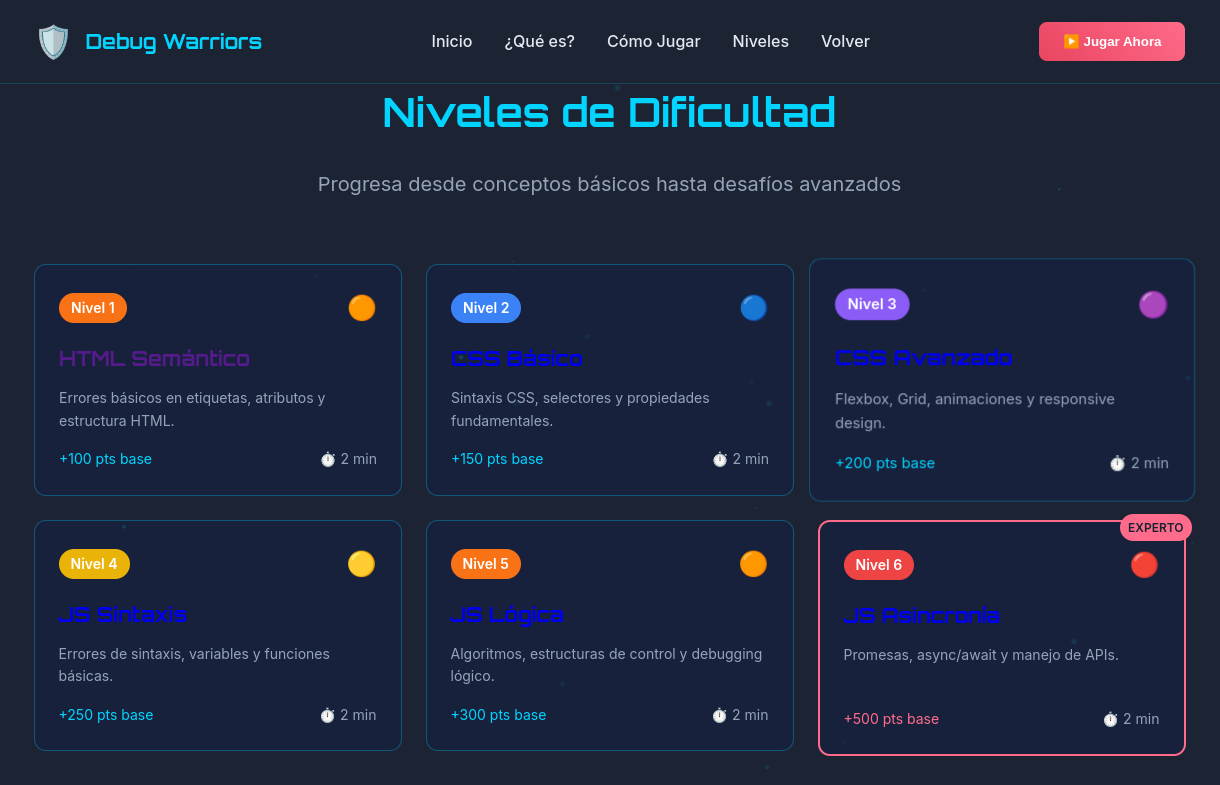 Debug Warriors
Inicio
¿Qué es?
Cómo Jugar
Niveles
Volver
▶️ Jugar Ahora
Niveles de Dificultad
Progresa desde conceptos básicos hasta desafíos avanzados
Nivel 1
HTML Semántico
Errores básicos en etiquetas, atributos y
estructura HTML.
+100 pts base
⏱️ 2 min
Nivel 2
CSS Básico
Sintaxis CSS, selectores y propiedades
fundamentales.
+150 pts base
⏱️ 2 min
Nivel 3
CSS Avanzado
Flexbox, Grid, animaciones y responsive
design.
+200 pts base
⏱️ 2 min
Nivel 4
JS Sintaxis
Errores de sintaxis, variables y funciones
básicas.
+250 pts base
⏱️ 2 min
Nivel 5
JS Lógica
Algoritmos, estructuras de control y debugging
lógico.
+300 pts base
⏱️ 2 min
EXPERTO
Nivel 6
JS Asincronía
Promesas, async/await y manejo de APIs.
+500 pts base
⏱️ 2 min